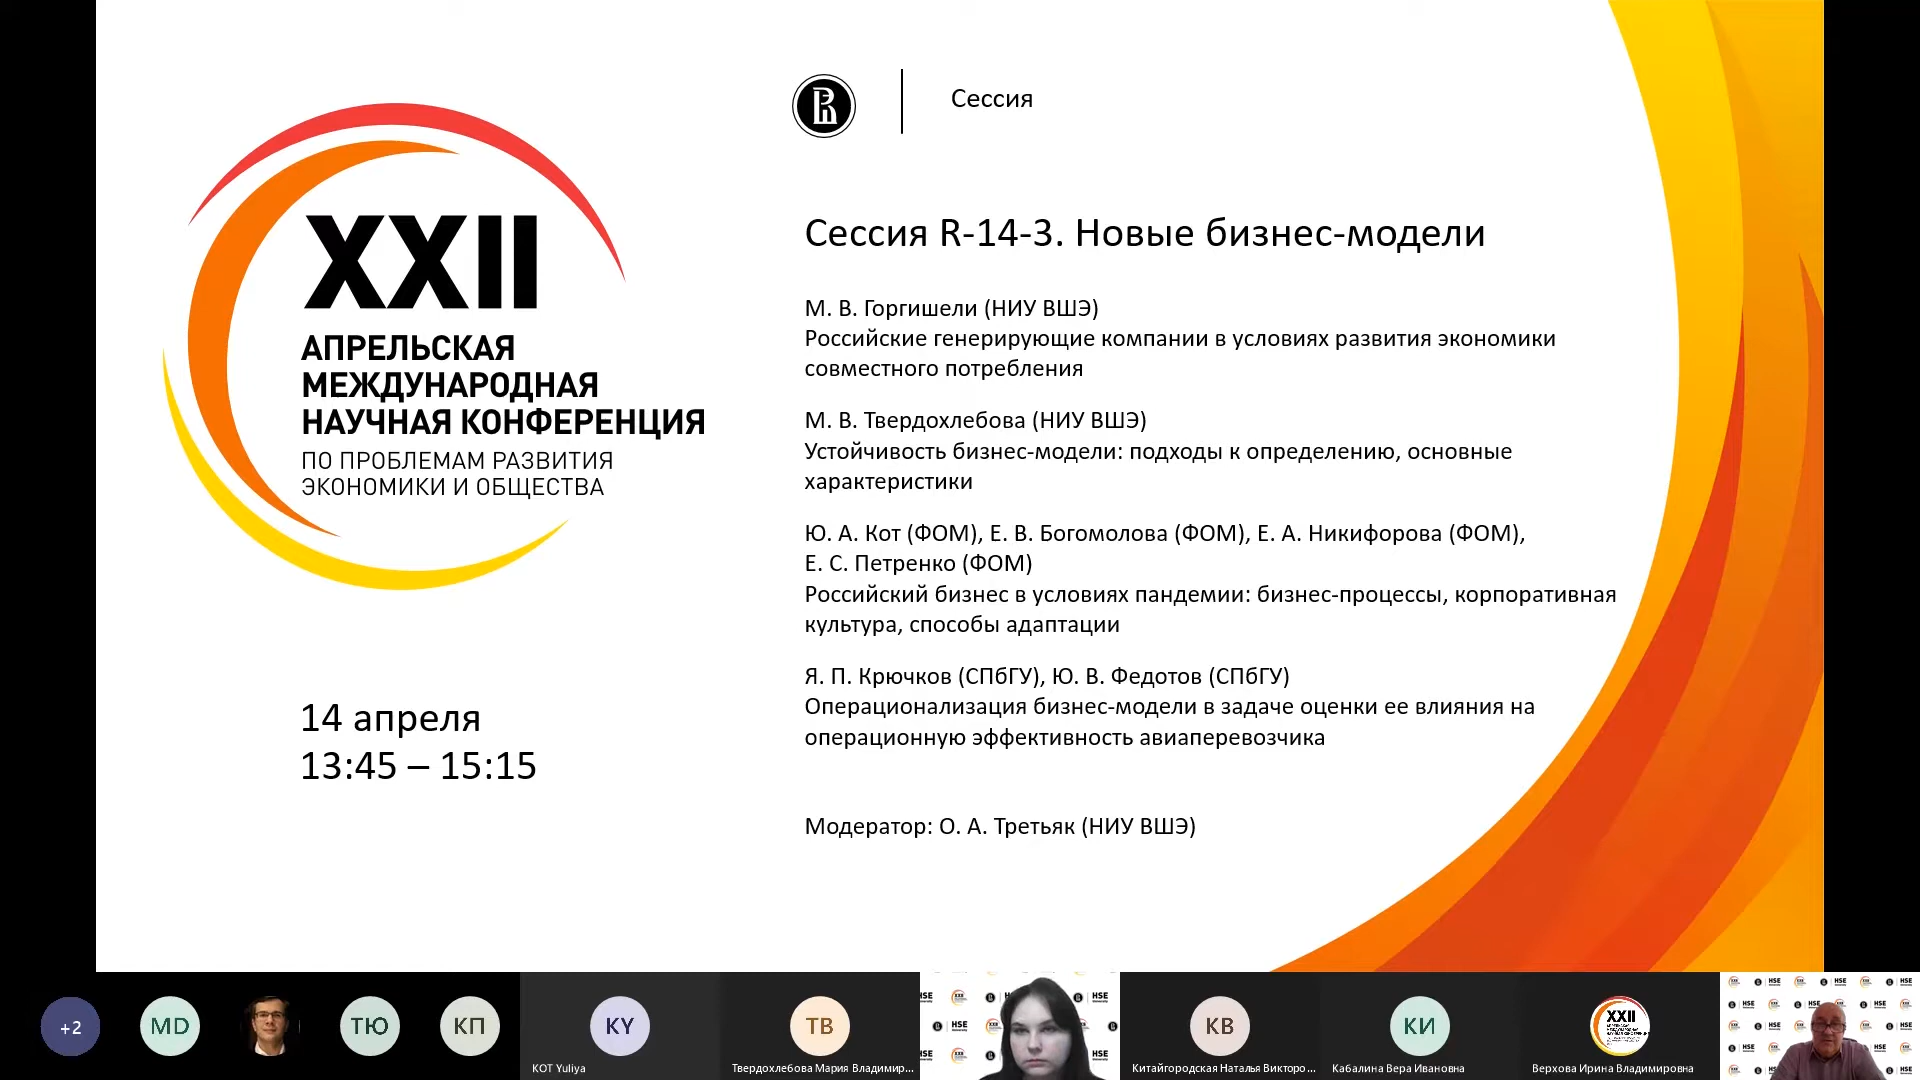 XXII
АПРЕЛЬСКАЯ
МЕЖДУНАРОДНАЯ
НАУЧНАЯ КОНФЕРЕНЦИЯ
ПО ПРОБЛЕМАМ РАЗВИТИЯ
ЭКОНОМИКИ И ОБЩЕСТВА
14 апреля
13:45 – 15:15
Сессия
Сессия R-14-3. Новые бизнес-модели
М. В. Горгишели (НИУ ВШЭ)
Российские генерирующие компании в условиях развития экономики
совместного потребления
М. В. Твердохлебова (НИУ ВШЭ)
Устойчивость бизнес-модели: подходы к определению, основные
характеристики
Ю. А. Кот (ФОМ), Е. В. Богомолова (ФОМ), Е. А. Никифорова (ФОМ),
Е. С. Петренко (ФОМ)
Российский бизнес в условиях пандемии: бизнес-процессы, корпоративная
культура, способы адаптации
Я. П. Крючков (СПбГУ), Ю. В. Федотов (СПбГУ)
Операционализация бизнес-модели в задаче оценки ее влияния на
операционную эффективность авиаперевозчика
Модератор: О. А. Третьяк (НИУ ВШЭ)
+2
MD
ТЮ
КП
KY
KOT Yuliya
ТВ
Твердохлебова Мария Владимир...
HSE
КВ
Китайгородская Наталья Викторо...
КИ
Кабалина Вера Ивановна
XXII
Верхова Ирина Владимировна
HSE